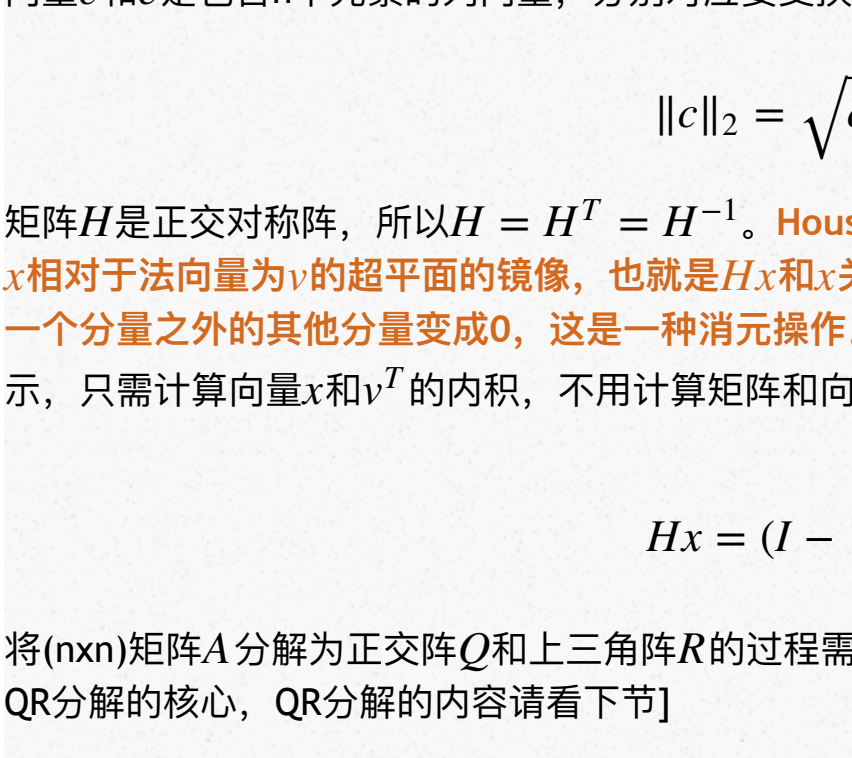 ‖c‖₂ = √
矩阵H是正交对称阵，所以H = Hᵀ = H⁻¹。Hous
x相对于法向量为v的超平面的镜像，也就是Hx和x关
一个分量之外的其他分量变成0，这是一种消元操作
示，只需计算向量x和vᵀ的内积，不用计算矩阵和向
Hx = (I −
将(nxn)矩阵A分解为正交阵Q和上三角阵R的过程需
QR分解的核心，QR分解的内容请看下节]